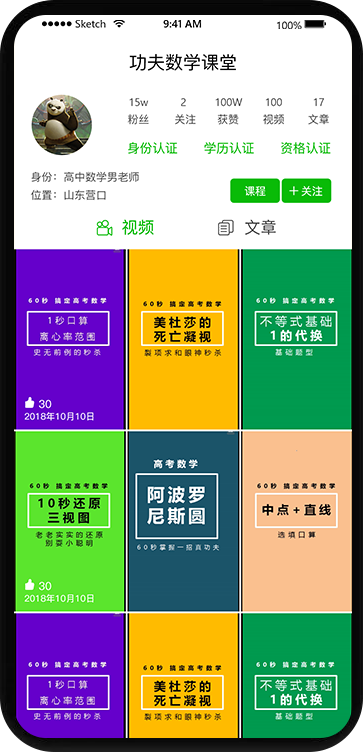 Sketch 9:41 AM 100%
功夫数学课堂
15w 2 100W 100 17
粉丝 关注 获赞 视频 文章
身份认证 学历认证 资格认证
身份：高中数学男老师
位置：山东营口
课程 +关注
视频 文章
60秒 搞定高考数学
1秒口算
离心率范围
史无前例的秒杀
30
2018年10月10日
60秒 搞定高考数学
美杜莎的
死亡凝视
裂项求和眼神秒杀
60秒 搞定高考数学
不等式基础
1的代换
基础题型
60秒 搞定高考数学
10秒还原
三视图
老老实实的还原
别耍小聪明
30
2018年10月10日
高考数学
阿波罗
尼斯圆
60秒掌握一招真功夫
60秒 搞定高考数学
中点+直线
选填口算
60秒 搞定高考数学
1秒口算
离心率范围
史无前例的秒杀
60秒 搞定高考数学
美杜莎的
死亡凝视
裂项求和眼神秒杀
60秒 搞定高考数学
不等式基础
1的代换
基础题型